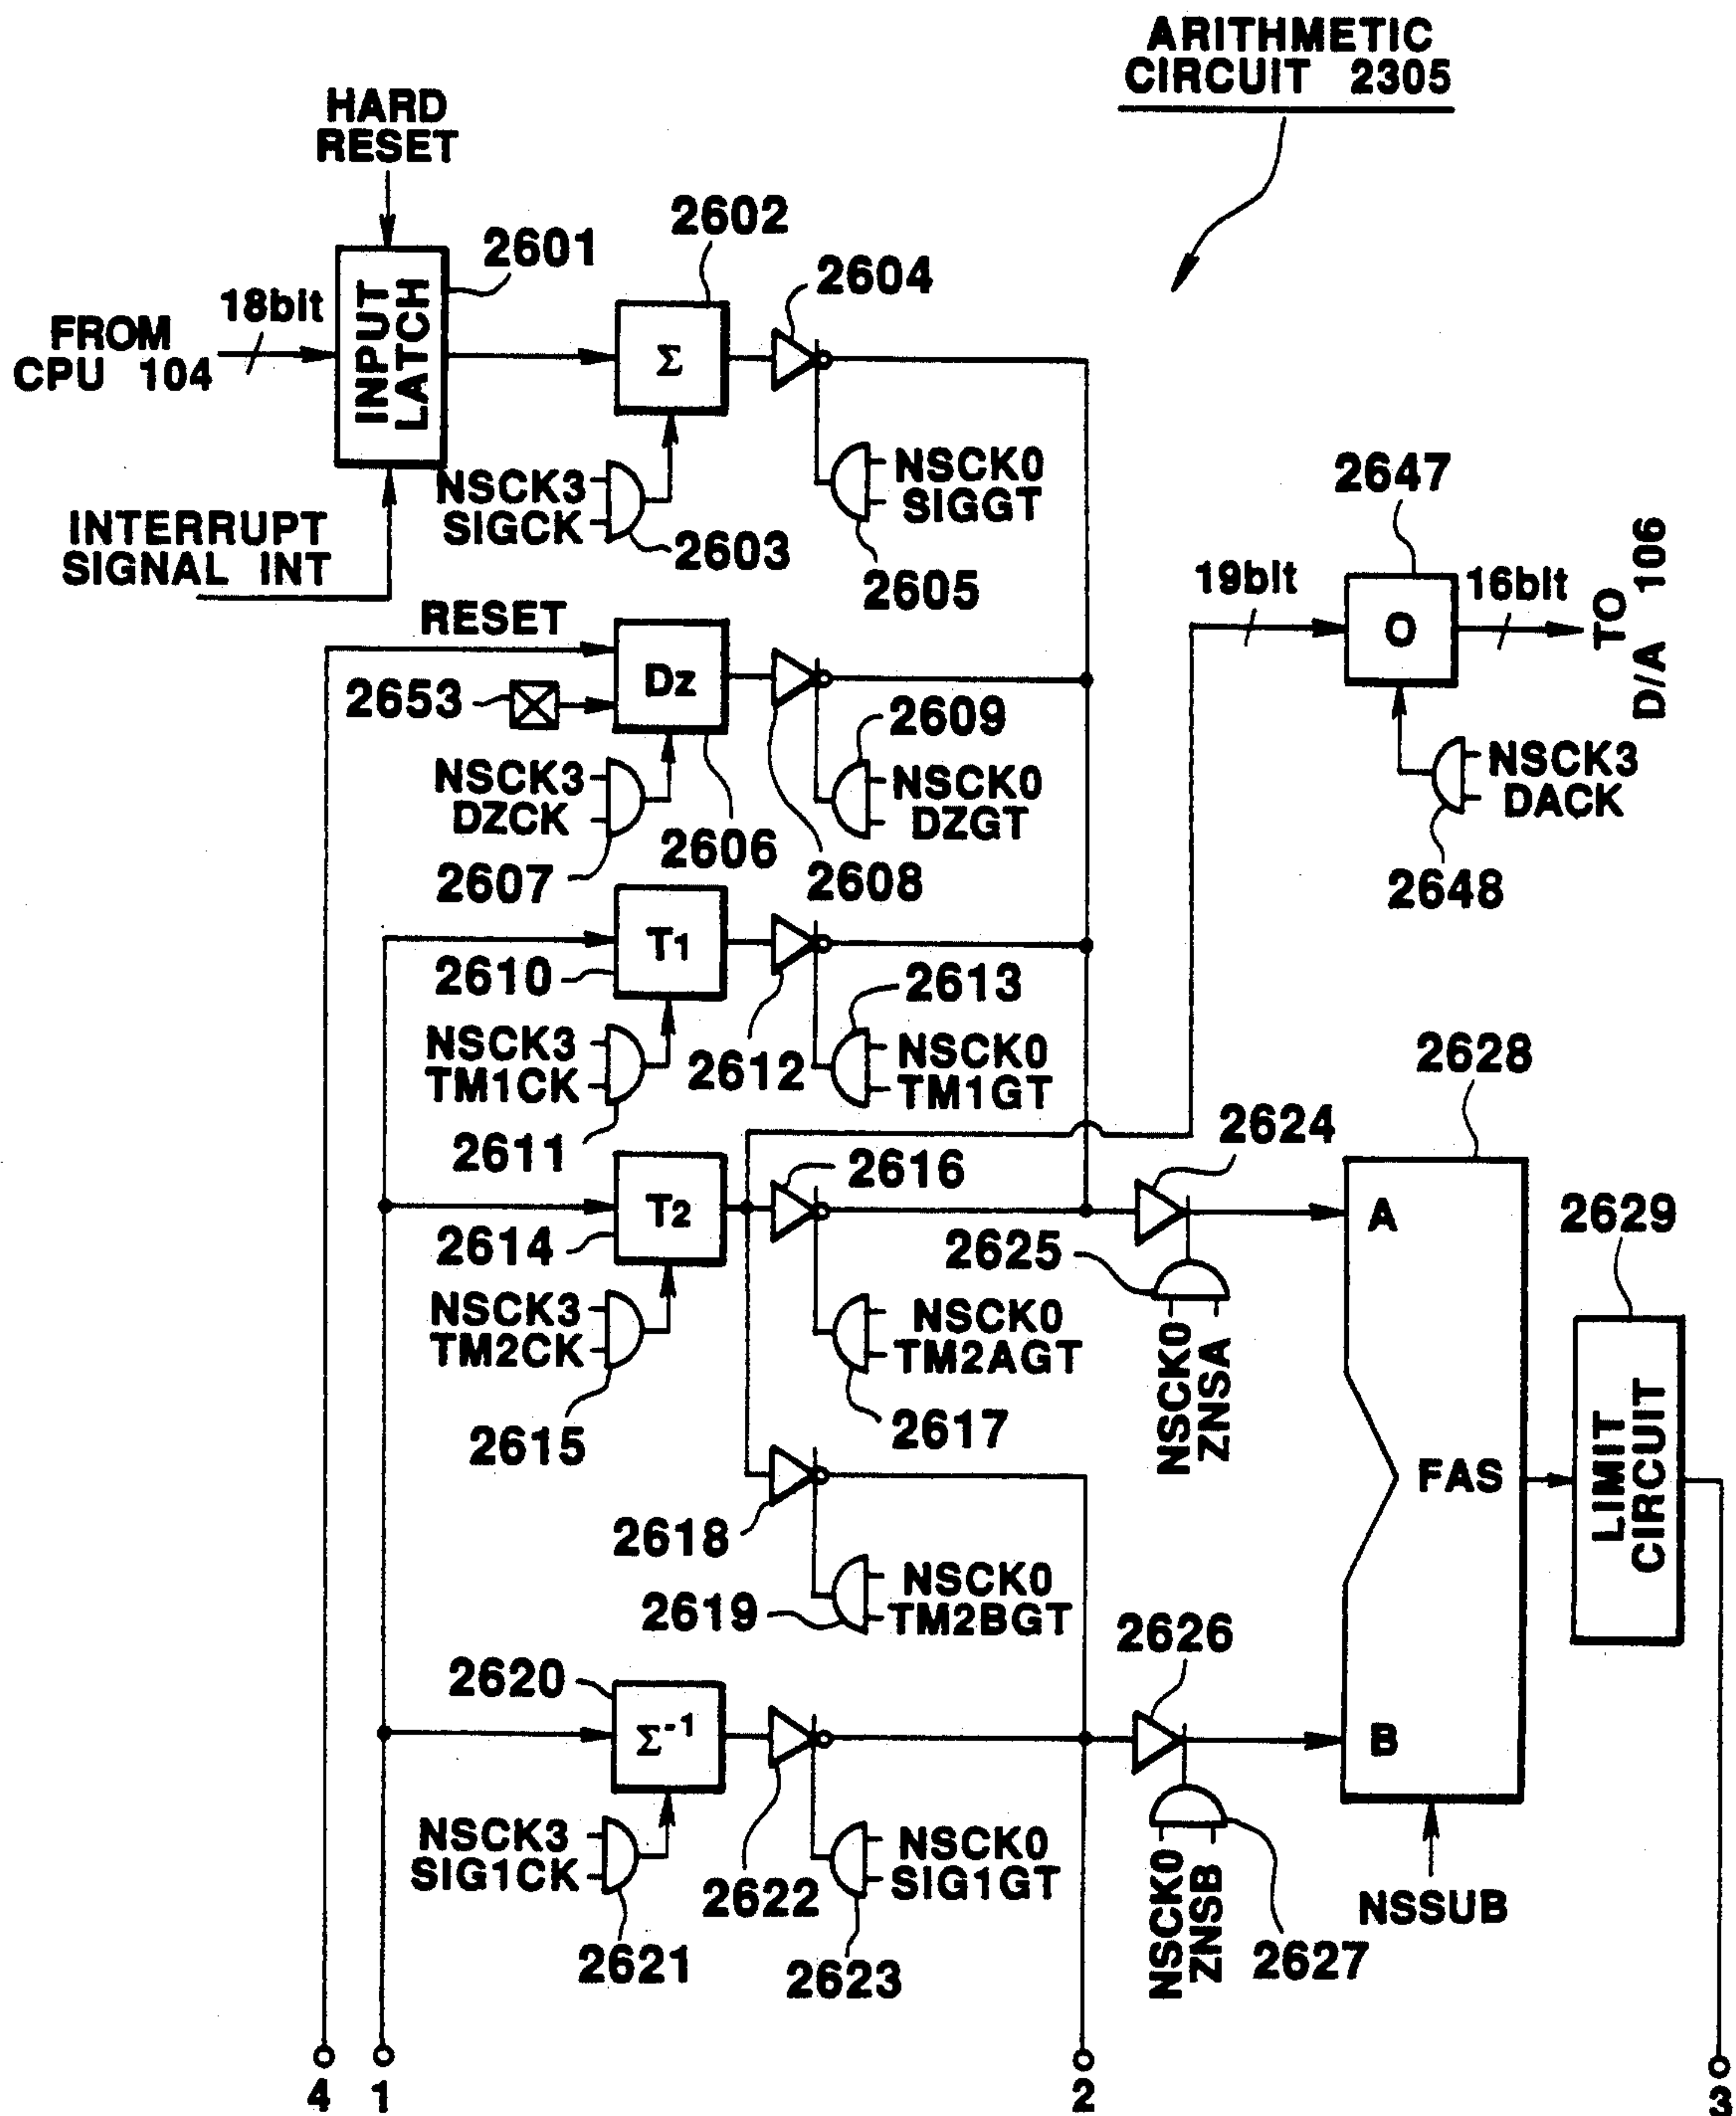 ARITHMETIC
CIRCUIT 2305
HARD
RESET
2602
2601
2604
18bit
FROM
CPU 104
INPUT
LATCH
Σ
NSCK3
SIGCK
2603
NSCK0
SIGGT
2605
INTERRUPT
SIGNAL INT
2647
19bit
O
16bit
TO
D/A 106
RESET
2653
Dz
2609
NSCK3
DZCK
NSCK0
DZGT
2607
2606
2608
NSCK3
DACK
2648
T1
2610
2613
NSCK3
TM1CK
2612
NSCK0
TM1GT
2611
2628
2624
2616
T2
2614
2625
A
2629
NSCK3
TM2CK
NSCK0
TM2AGT
NSCK0
ZNSA
2615
2617
FAS
LIMIT
CIRCUIT
2618
NSCK0
TM2BGT
2619
2626
2620
Σ-1
B
NSCK3
SIG1CK
2622
NSCK0
SIG1GT
NSCK0
ZNSB
NSSUB
2627
2621
2623
4
1
2
3